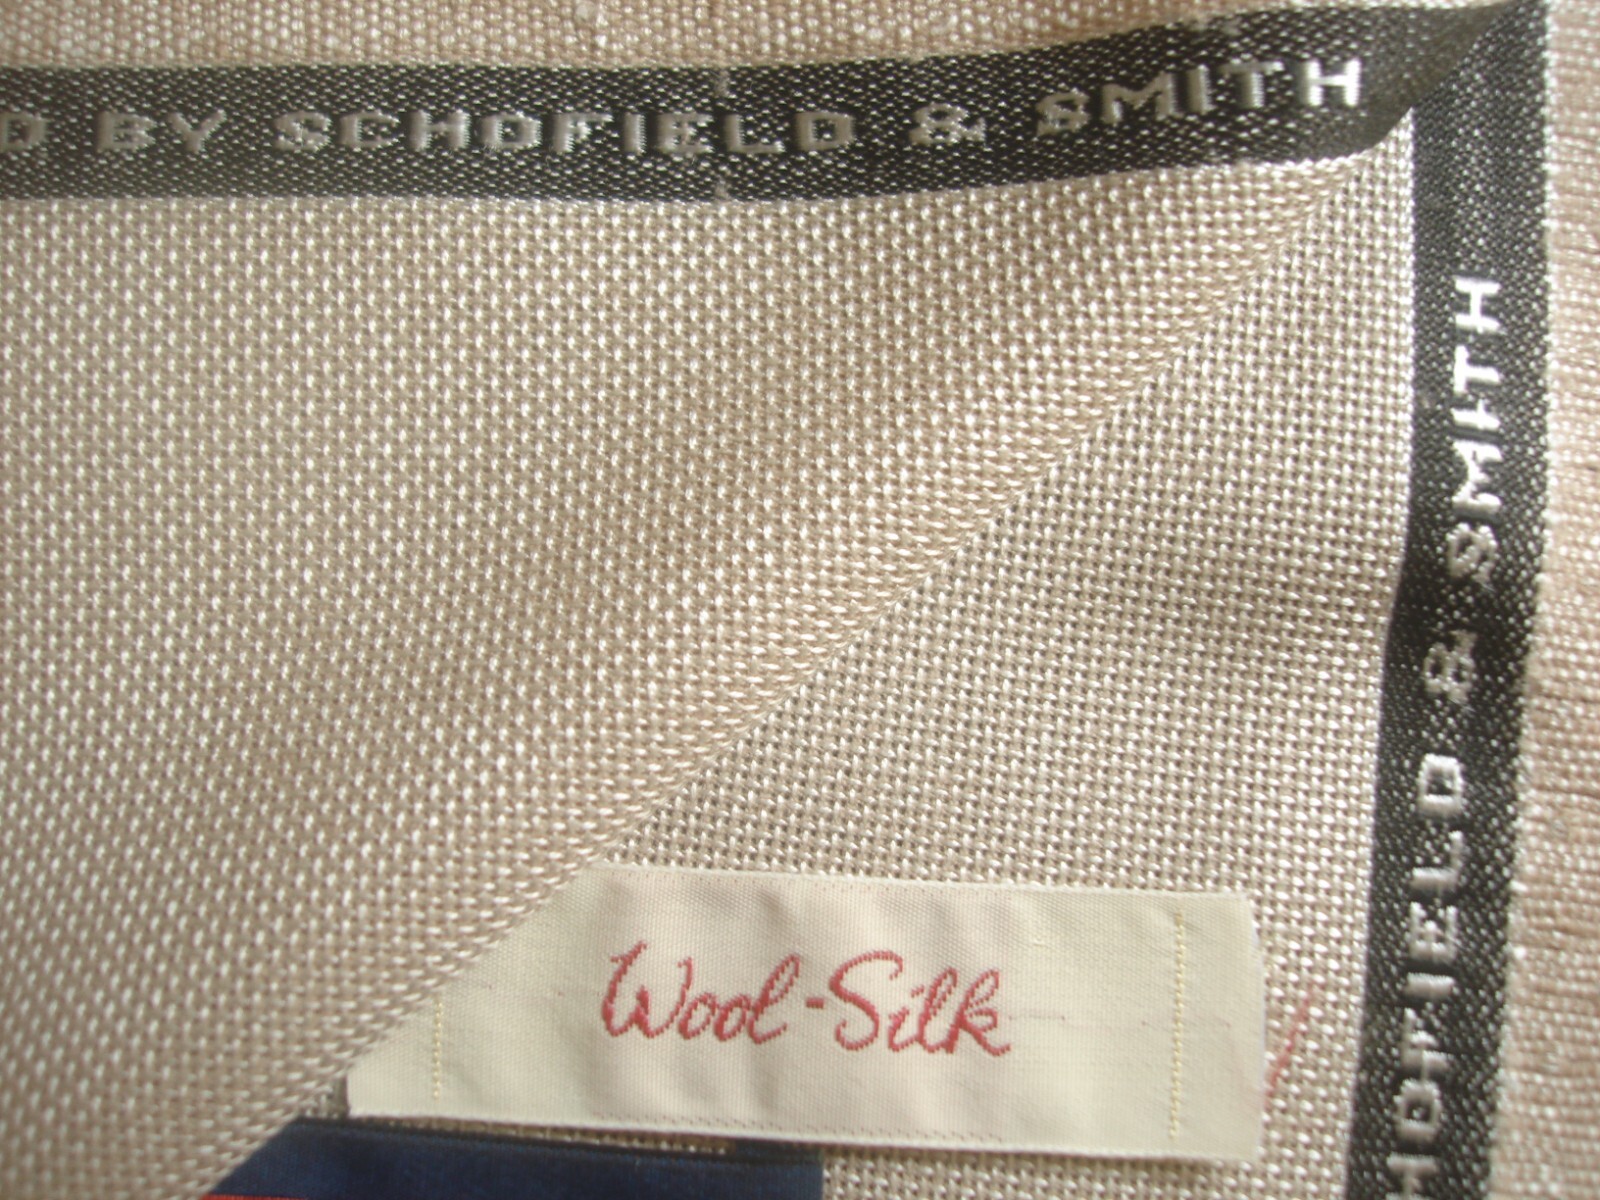 D BY SCHOFIELD & SMITH
HOFIELD & SMITH
Wool-Silk